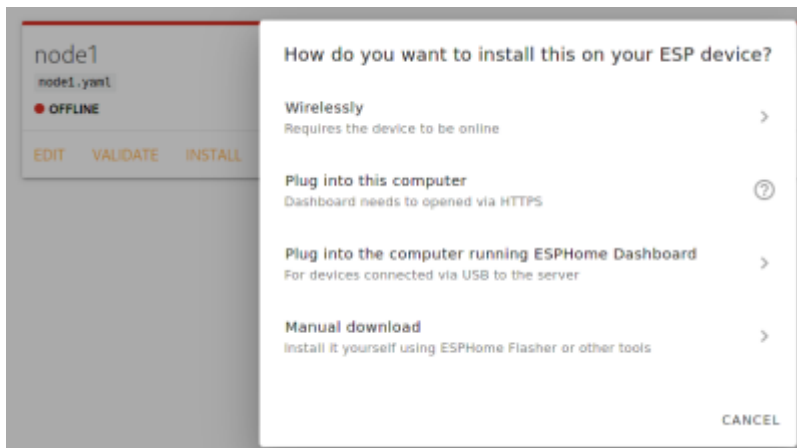 node1
node1.yaml
OFFLINE
EDIT VALIDATE INSTALL
How do you want to install this on your ESP device?
Wirelessly
Requires the device to be online
Plug into this computer
Dashboard needs to opened via HTTPS
Plug into the computer running ESPHome Dashboard
For devices connected via USB to the server
Manual download
Install it yourself using ESPHome Flasher or other tools
CANCEL